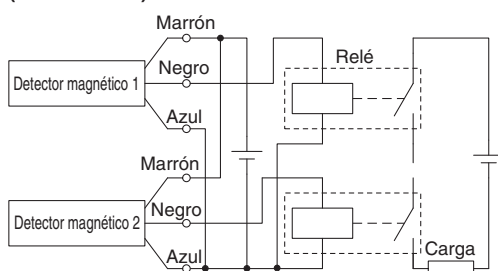 Marrón
Relé
Detector magnético 1
Negro
Azul
Marrón
Detector magnético 2
Negro
Azul
Carga